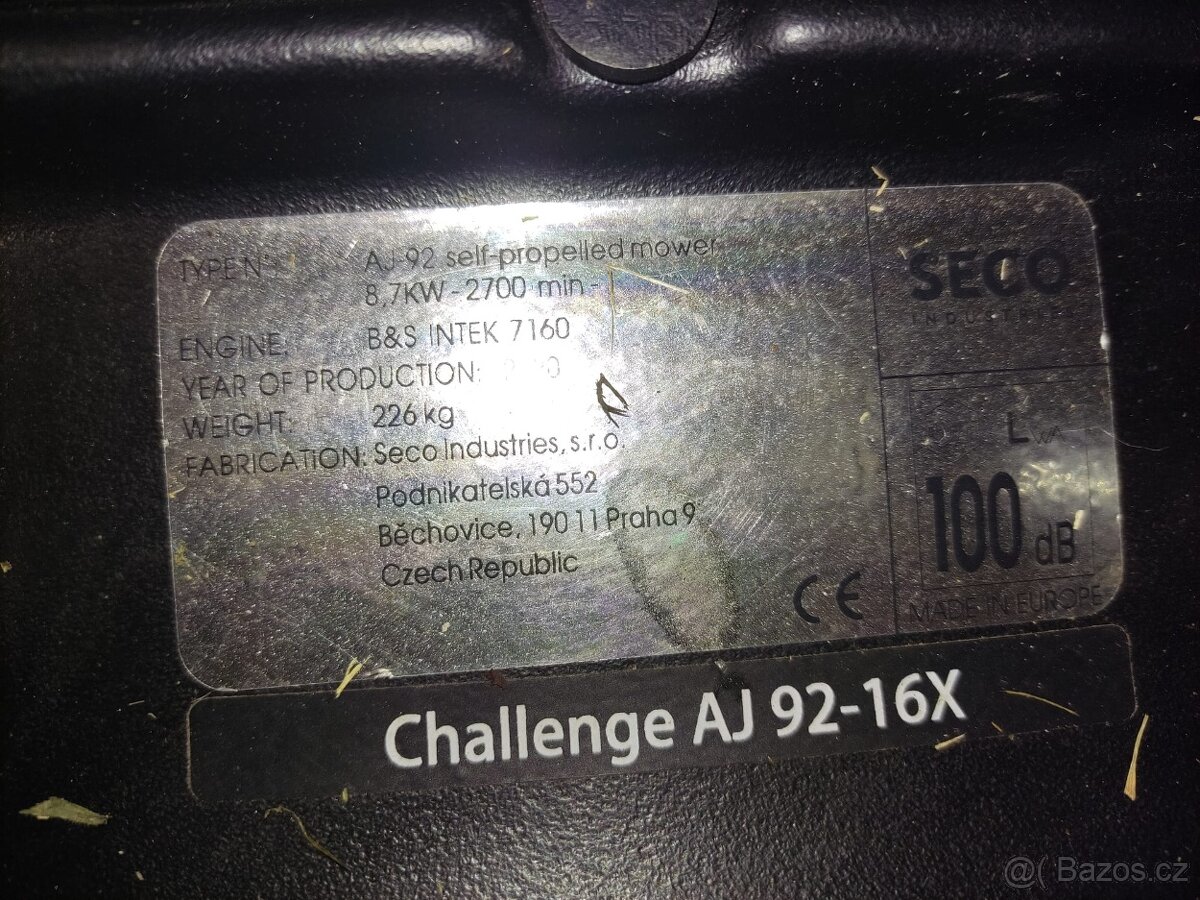 TYPE N°: AJ-92 self-propelled mower
8,7KW - 2700 min -
ENGINE: B&S INTEK 7160
YEAR OF PRODUCTION:
WEIGHT: 226 kg
FABRICATION: Seco Industries, s.r.o.
Podnikatelská 552
Běchovice, 190 11 Praha 9
Czech Republic
CE
SECO
INDUSTRIES
LWA
100 dB
MADE IN EUROPE
Challenge AJ 92-16X
@( Bazos.cz